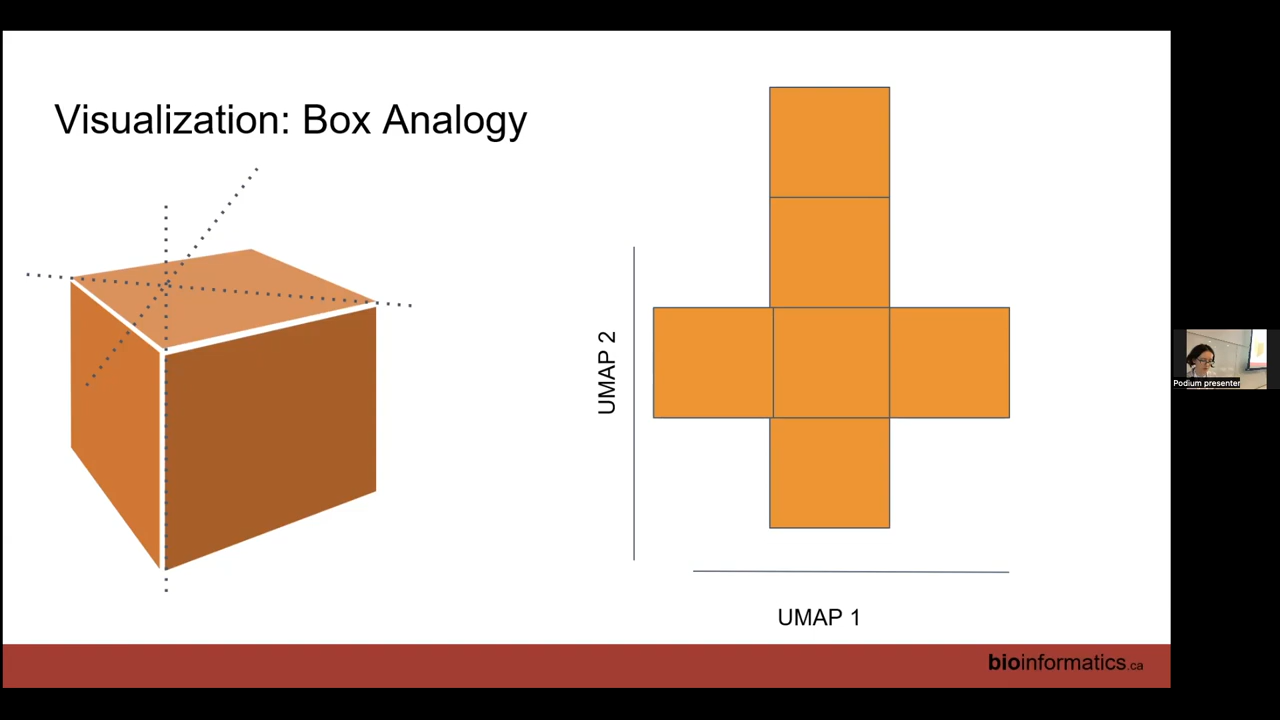 Visualization: Box Analogy
UMAP 2
UMAP 1
Podium presenter
bioinformatics.ca